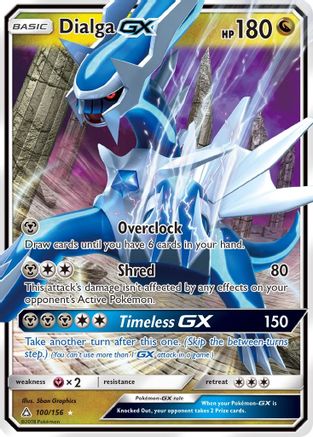 BASIC
Dialga GX HP 180
Overclock
Draw cards until you have 6 cards in your hand.
Shred 80
This attack's damage isn't affected by any effects on your
opponent's Active Pokémon.
Timeless GX 150
Take another turn after this one. (Skip the between-turns
step.) (You can't use more than 1 GX attack in a game.)
weakness × 2 resistance retreat
Illus. 5ban Graphics
100/156
©2018 Pokémon
Pokémon-GX rule
When your Pokémon-GX is
Knocked Out, your opponent takes 2 Prize cards.